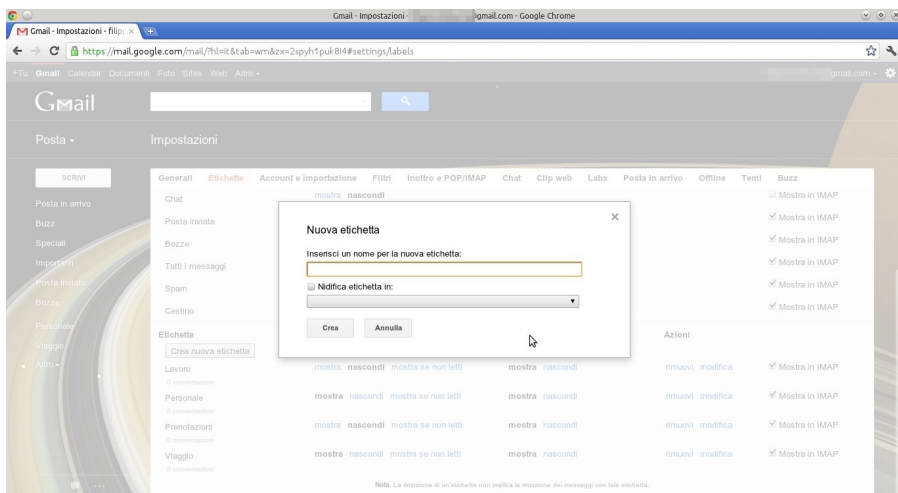 Gmail - Impostazioni - gmail.com - Google Chrome
Gmail - Impostazioni - filip
https://mail.google.com/mail/?hl=it&tab=wm&zx=2spyh1puk8i4#settings/labels
+Tu Gmail Calendar Documenti Foto Sites Web Altro
gmail.com
Gmail
Posta
Impostazioni
SCRIVI
Posta in arrivo
Buzz
Speciali
Importanti
Posta inviata
Bozze
Personale
Viaggio
Altro
Generali Etichette Account e importazione Filtri Inoltro e POP/IMAP Chat Clip web Labs Posta in arrivo Offline Temi Buzz
Chat mostra nascondi Mostra in IMAP
Posta inviata Mostra in IMAP
Bozze Mostra in IMAP
Tutti i messaggi Mostra in IMAP
Spam Mostra in IMAP
Cestino Mostra in IMAP
Nuova etichetta
Inserisci un nome per la nuova etichetta:
Nidifica etichetta in:
Crea Annulla
Etichette Azioni
Crea nuova etichetta
Lavoro mostra nascondi mostra se non letti mostra nascondi rimuovi modifica Mostra in IMAP
0 conversazioni
Personale mostra nascondi mostra se non letti mostra nascondi rimuovi modifica Mostra in IMAP
0 conversazioni
Prenotazioni mostra nascondi mostra se non letti mostra nascondi rimuovi modifica Mostra in IMAP
0 conversazioni
Viaggio mostra nascondi mostra se non letti mostra nascondi rimuovi modifica Mostra in IMAP
0 conversazioni
Nota. La rimozione di un'etichetta non implica la rimozione dei messaggi con tale etichetta.